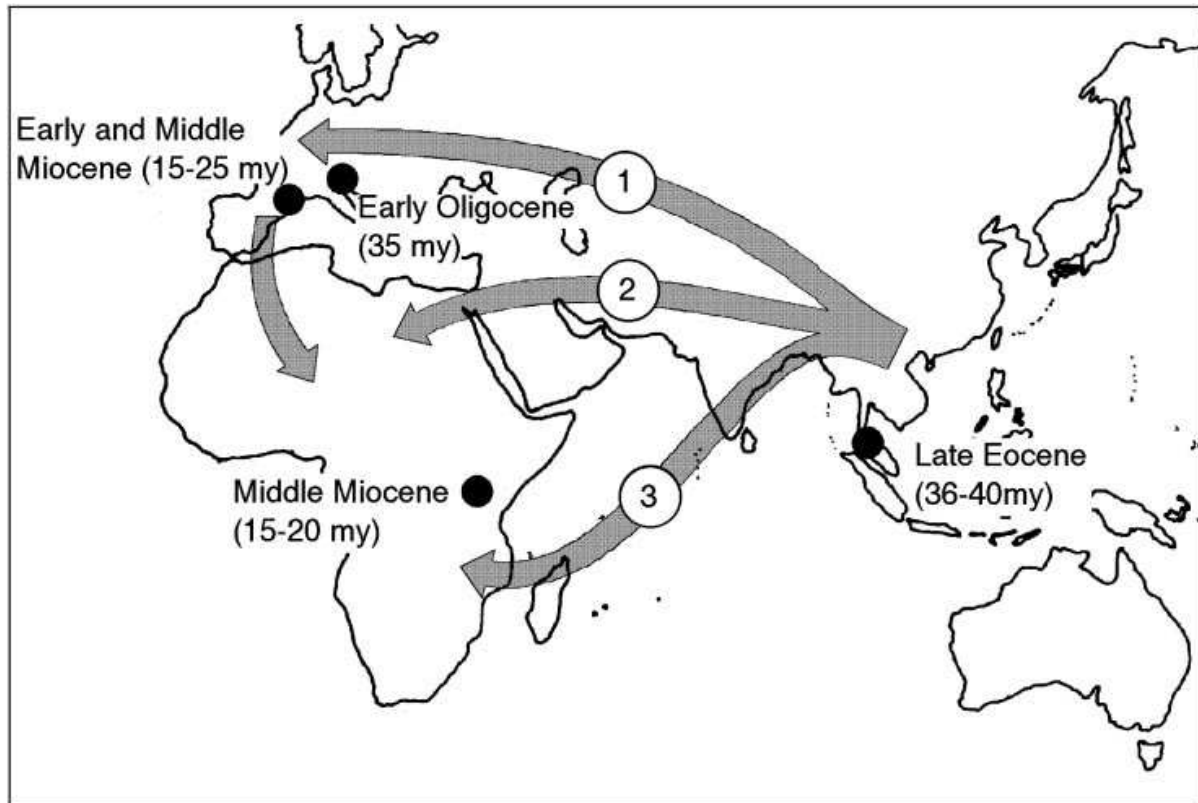 Early and Middle
Miocene (15-25 my)
1
Early Oligocene
(35 my)
2
Late Eocene
(36-40my)
Middle Miocene
(15-20 my)
3